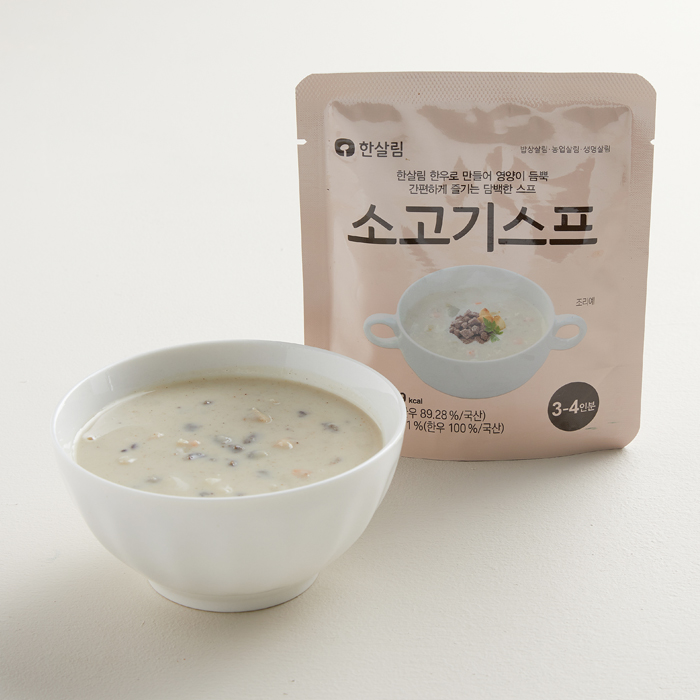 한살림
밥상살림·농업살림·생명살림
한살림 한우로 만들어 영양이 듬뿍
간편하게 즐기는 담백한 스프
소고기스프
조리예
kcal
우 89.28%/국산)
1%(한우 100%/국산)
3-4인분